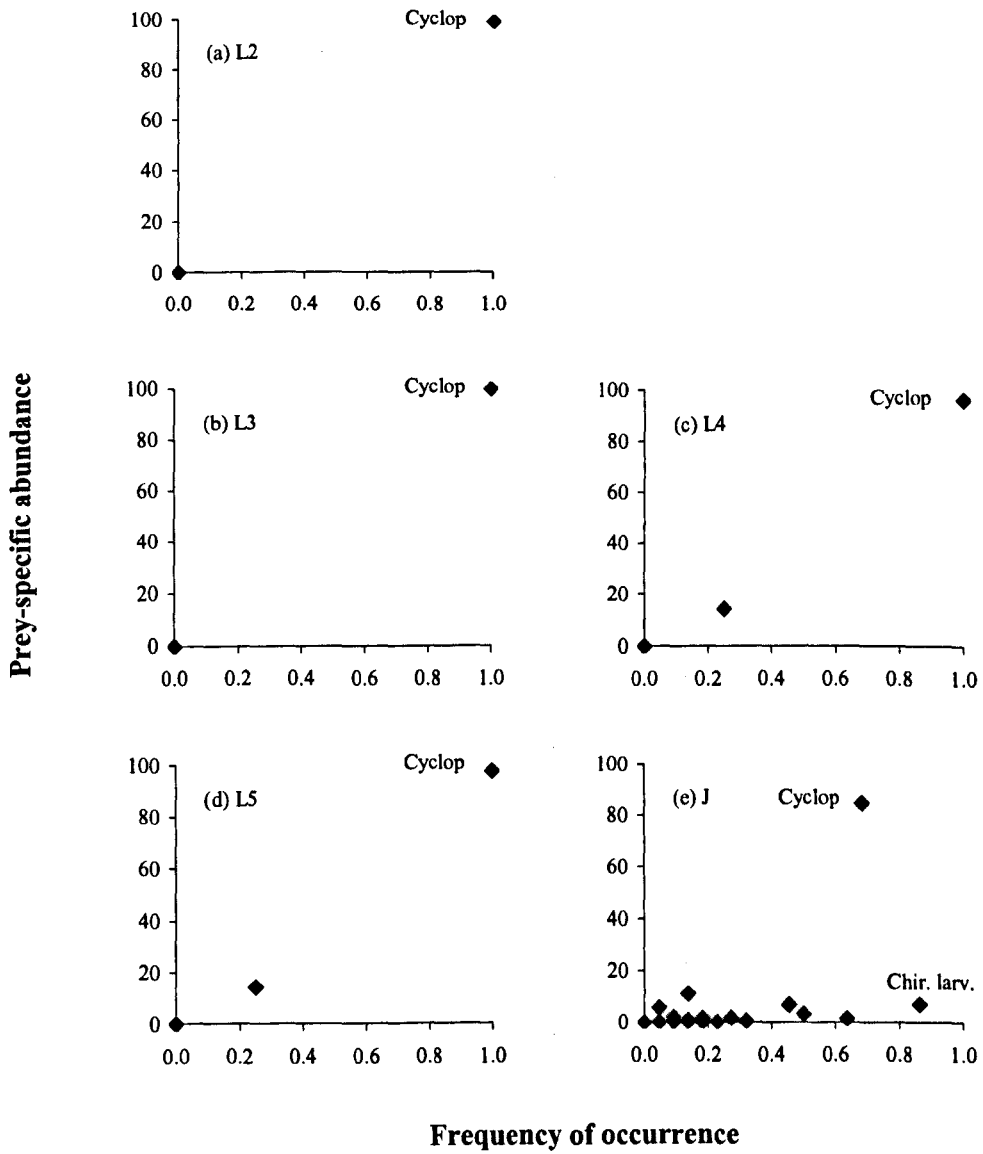 Prey-specific abundance
100
80
60
40
20
0
(a) L2
Cyclop
0.0 0.2 0.4 0.6 0.8 1.0
100
80
60
40
20
0
(b) L3
Cyclop
0.0 0.2 0.4 0.6 0.8 1.0
100
80
60
40
20
0
(c) L4
Cyclop
0.0 0.2 0.4 0.6 0.8 1.0
100
80
60
40
20
0
(d) L5
Cyclop
0.0 0.2 0.4 0.6 0.8 1.0
100
80
60
40
20
0
(e) J
Cyclop
Chir. larv.
0.0 0.2 0.4 0.6 0.8 1.0
Frequency of occurrence